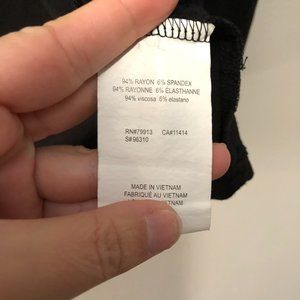 94% RAYON 6% SPANDEX
94% RAYONNE 6% ÉLASTHANNE
94% viscosa 6% elastano
RN#79913 CA#11414
S#96310
MADE IN VIETNAM
FABRIQUÉ AU VIETNAM